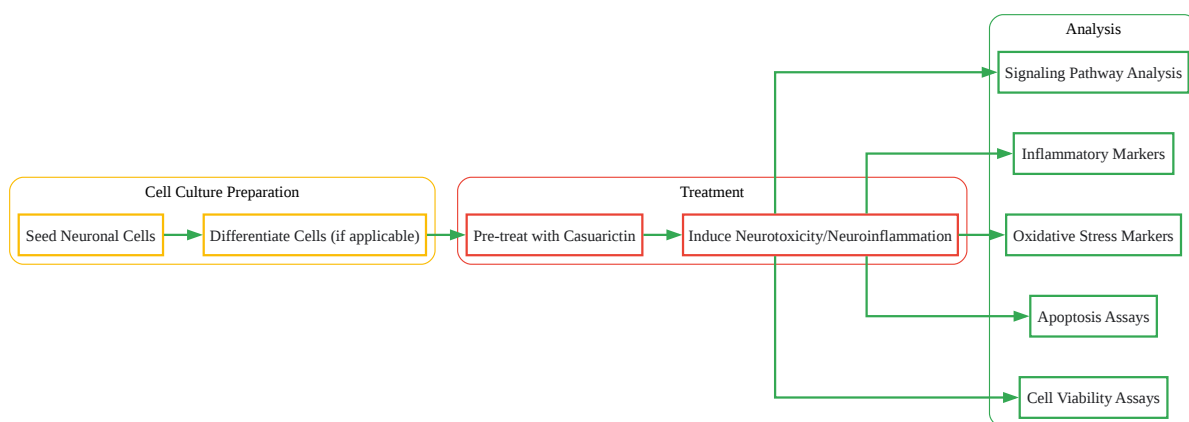 Analysis
Signaling Pathway Analysis
Inflammatory Markers
Cell Culture Preparation
Treatment
Seed Neuronal Cells
Differentiate Cells (if applicable)
Pre-treat with Casuarictin
Induce Neurotoxicity/Neuroinflammation
Oxidative Stress Markers
Apoptosis Assays
Cell Viability Assays